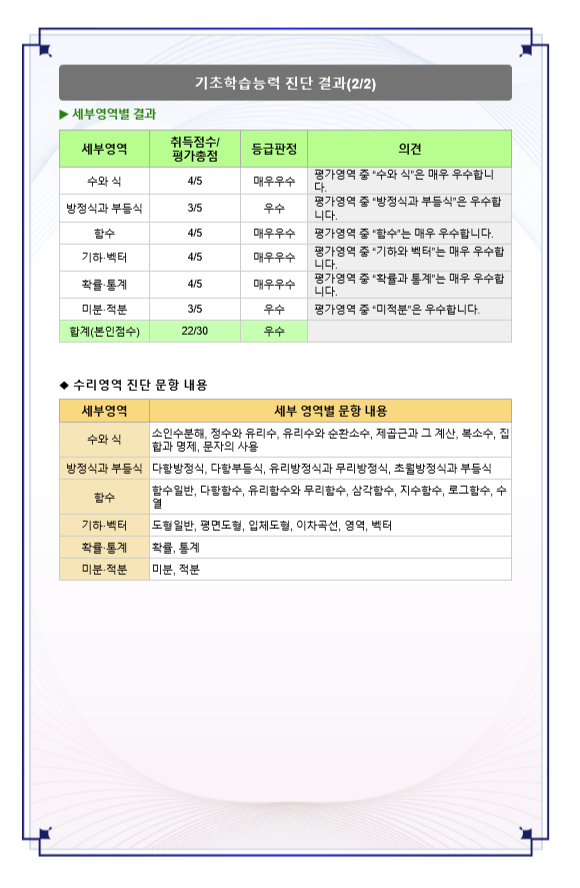 기초학습능력 진단 결과(2/2)
▶ 세부영역별 결과
세부영역 취득점수/ 평가총점 등급판정 의견
수와 식 4/5 매우우수 평가영역 중 “수와 식”은 매우 우수합니
다.
방정식과 부등식 3/5 우수 평가영역 중 “방정식과 부등식”은 우수합
니다.
함수 4/5 매우우수 평가영역 중 “함수”는 매우 우수합니다.
기하·벡터 4/5 매우우수 평가영역 중 “기하와 벡터”는 매우 우수합
니다.
확률·통계 4/5 매우우수 평가영역 중 “확률과 통계”는 매우 우수합
니다.
미분·적분 3/5 우수 평가영역 중 “미적분”은 우수합니다.
합계(본인점수) 22/30 우수
◆ 수리영역 진단 문항 내용
세부영역 세부 영역별 문항 내용
수와 식 소인수분해, 정수와 유리수, 유리수와 순환소수, 제곱근과 그 계산, 복소수, 집
합과 명제, 문자의 사용
방정식과 부등식 다항방정식, 다항부등식, 유리방정식과 무리방정식, 초월방정식과 부등식
함수 함수일반, 다항함수, 유리함수와 무리함수, 삼각함수, 지수함수, 로그함수, 수
열
기하·벡터 도형일반, 평면도형, 입체도형, 이차곡선, 영역, 벡터
확률·통계 확률, 통계
미분·적분 미분, 적분